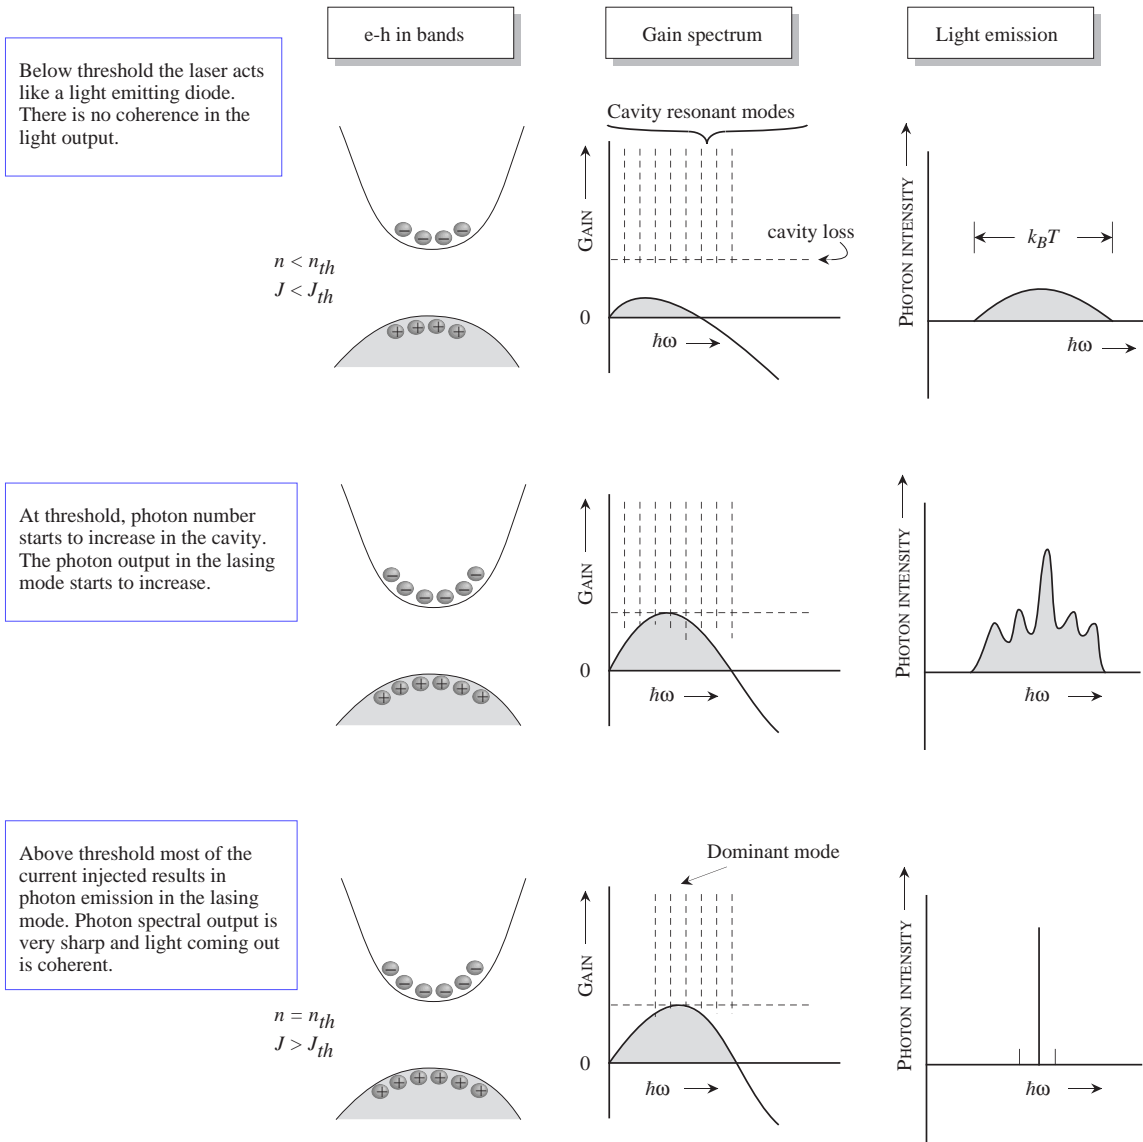 e-h in bands
Gain spectrum
Light emission
Below threshold the laser acts
like a light emitting diode.
There is no coherence in the
light output.
Cavity resonant modes
GAIN
cavity loss
0
ħω
PHOTON INTENSITY
k_BT
ħω
n < n_th
J < J_th
At threshold, photon number
starts to increase in the cavity.
The photon output in the lasing
mode starts to increase.
GAIN
0
ħω
PHOTON INTENSITY
ħω
Above threshold most of the
current injected results in
photon emission in the lasing
mode. Photon spectral output is
very sharp and light coming out
is coherent.
n = n_th
J > J_th
Dominant mode
GAIN
0
ħω
PHOTON INTENSITY
ħω